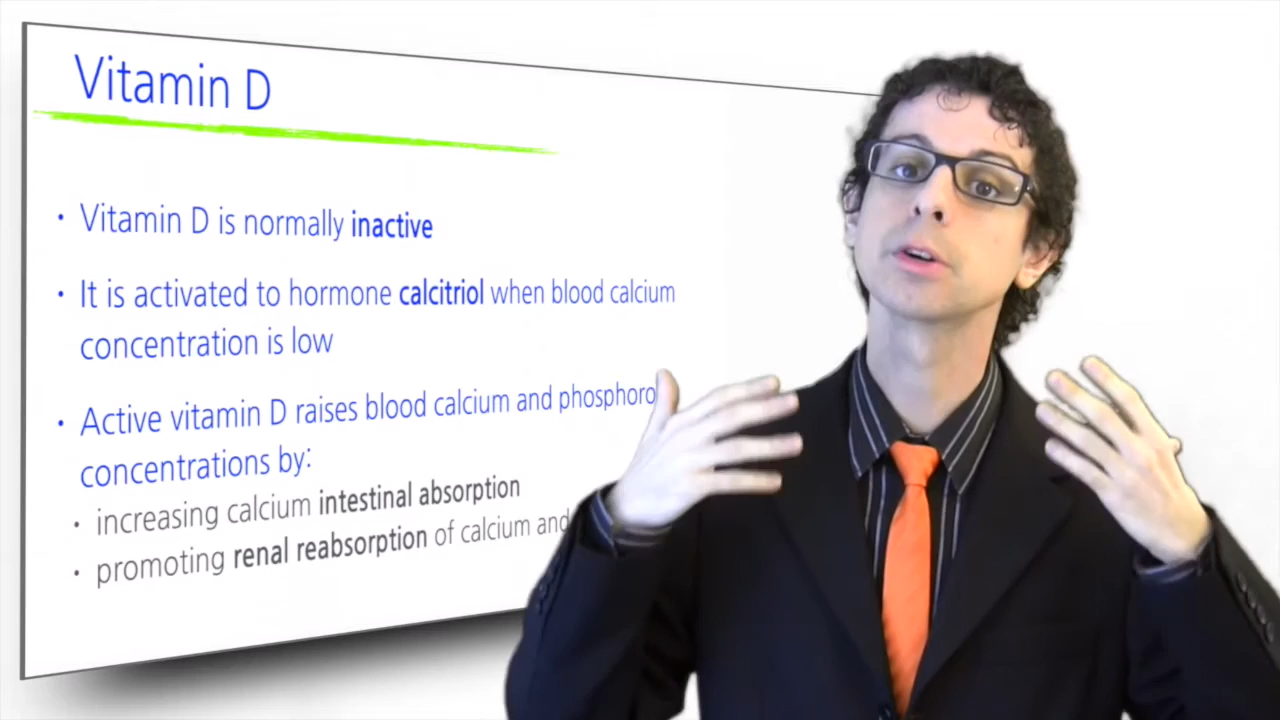 Vitamin D
• Vitamin D is normally inactive
• It is activated to hormone calcitriol when blood calcium
concentration is low
• Active vitamin D raises blood calcium and
concentrations by:
• increasing calcium intestinal absorption
• promoting renal reabsorption of calcium and